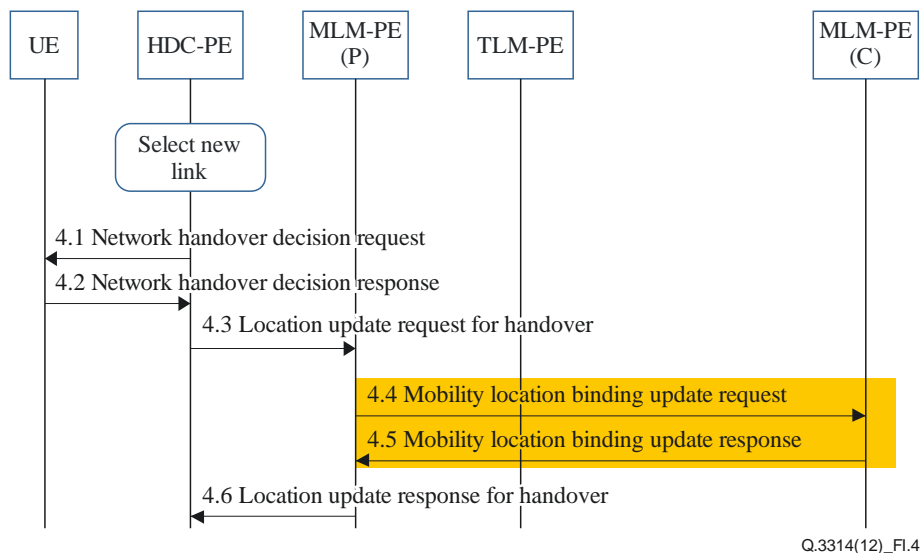 UE
HDC-PE
MLM-PE
(P)
TLM-PE
MLM-PE
(C)
Select new
link
4.1 Network handover decision request
4.2 Network handover decision response
4.3 Location update request for handover
4.4 Mobility location binding update request
4.5 Mobility location binding update response
4.6 Location update response for handover
Q.3314(12)_FI.4